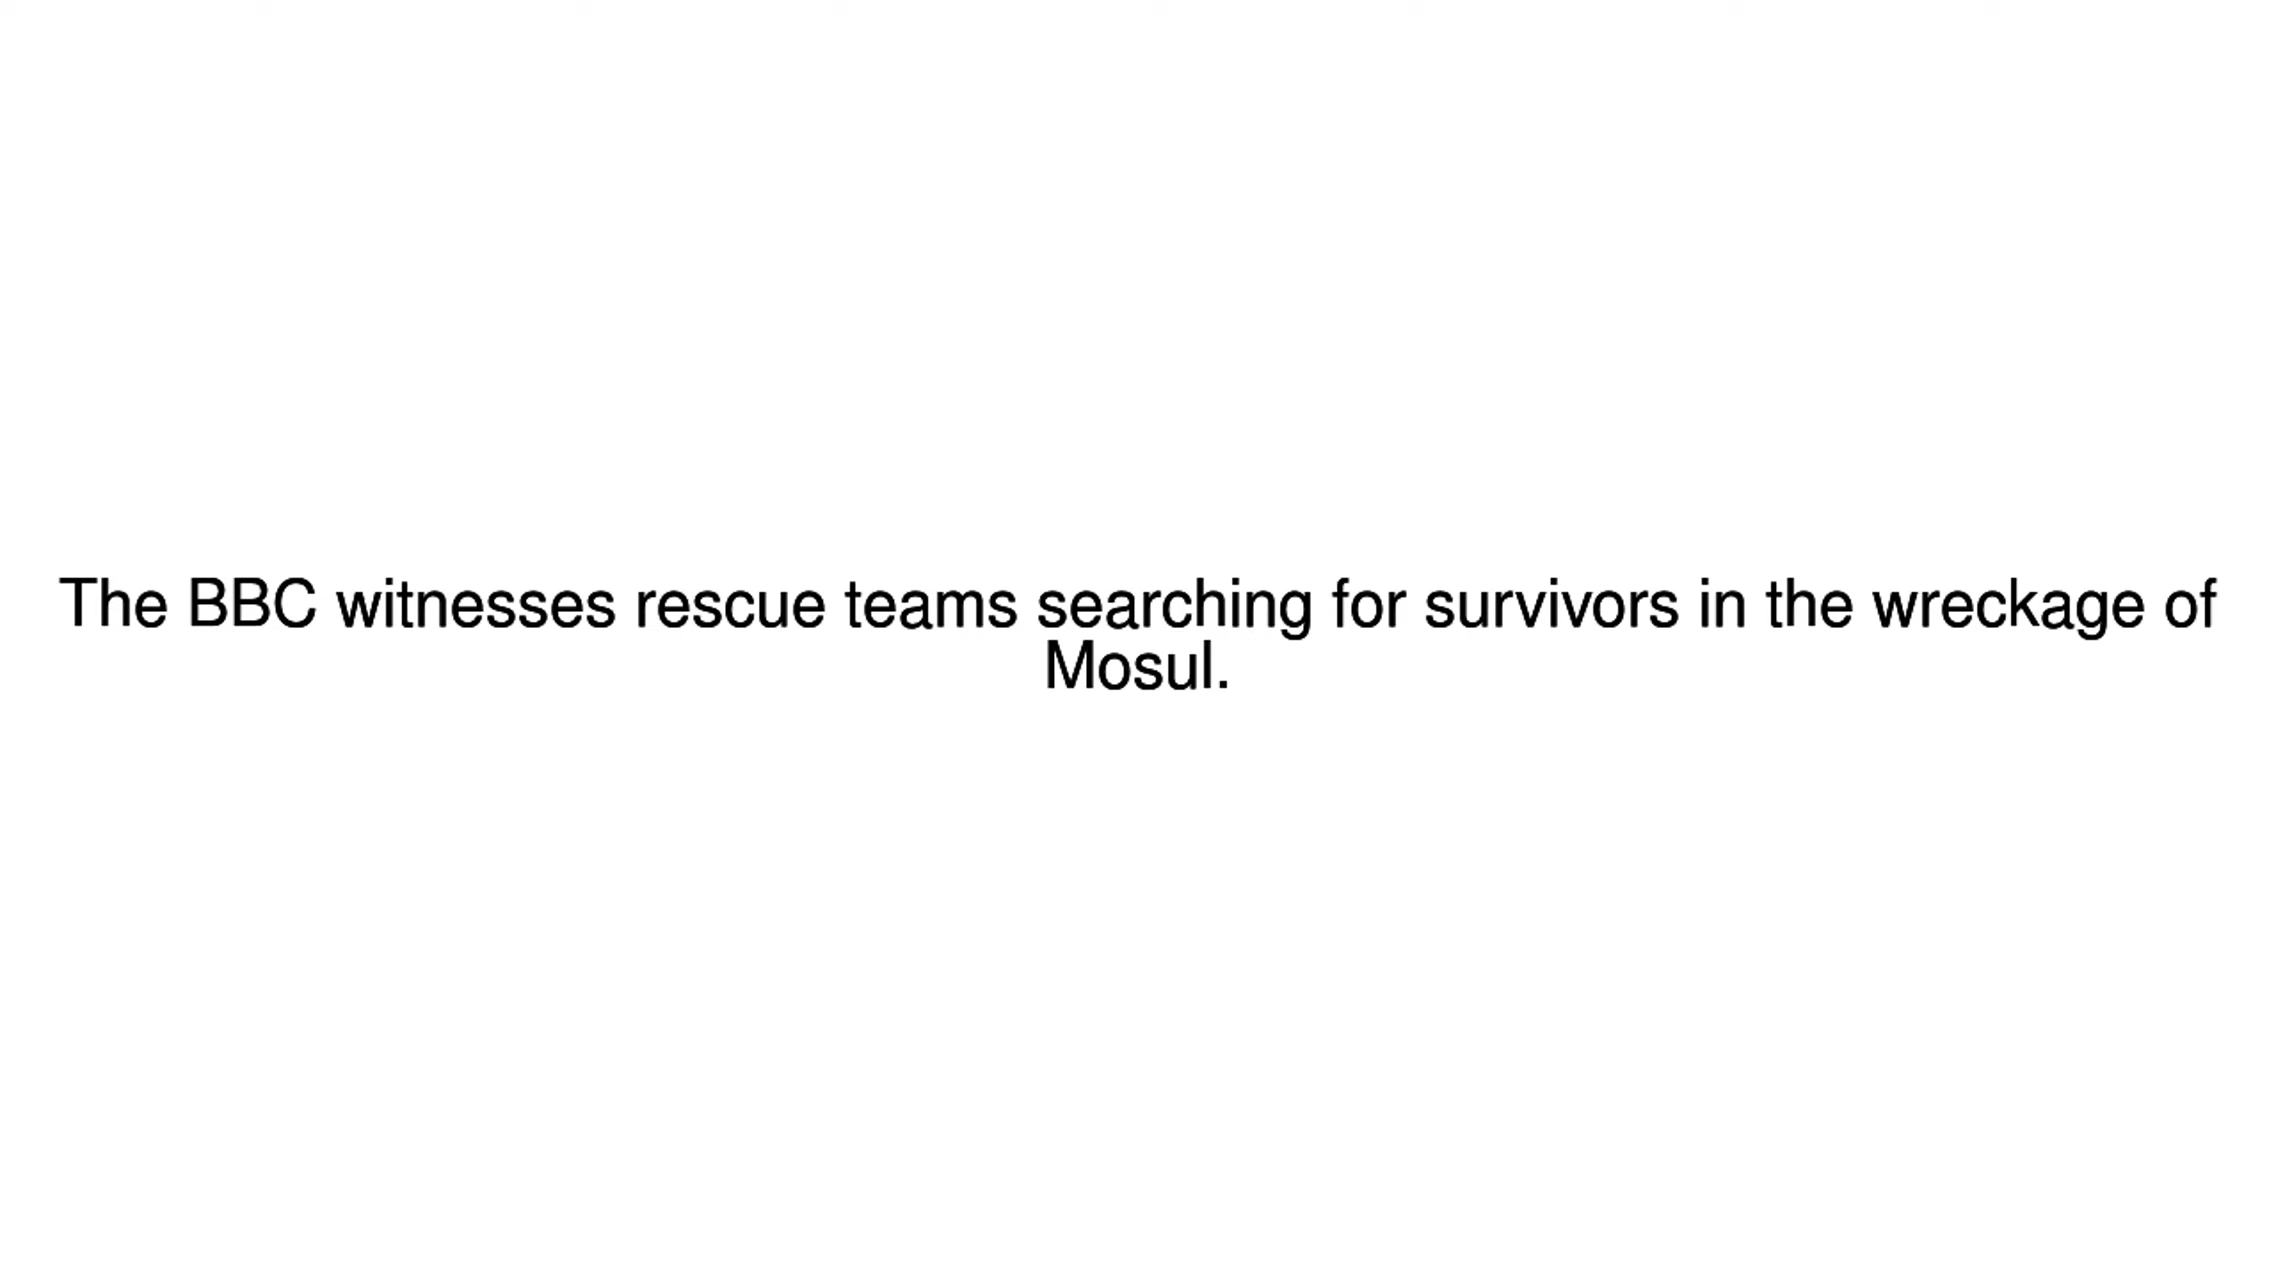 The BBC witnesses rescue teams searching for survivors in the wreckage of
Mosul.